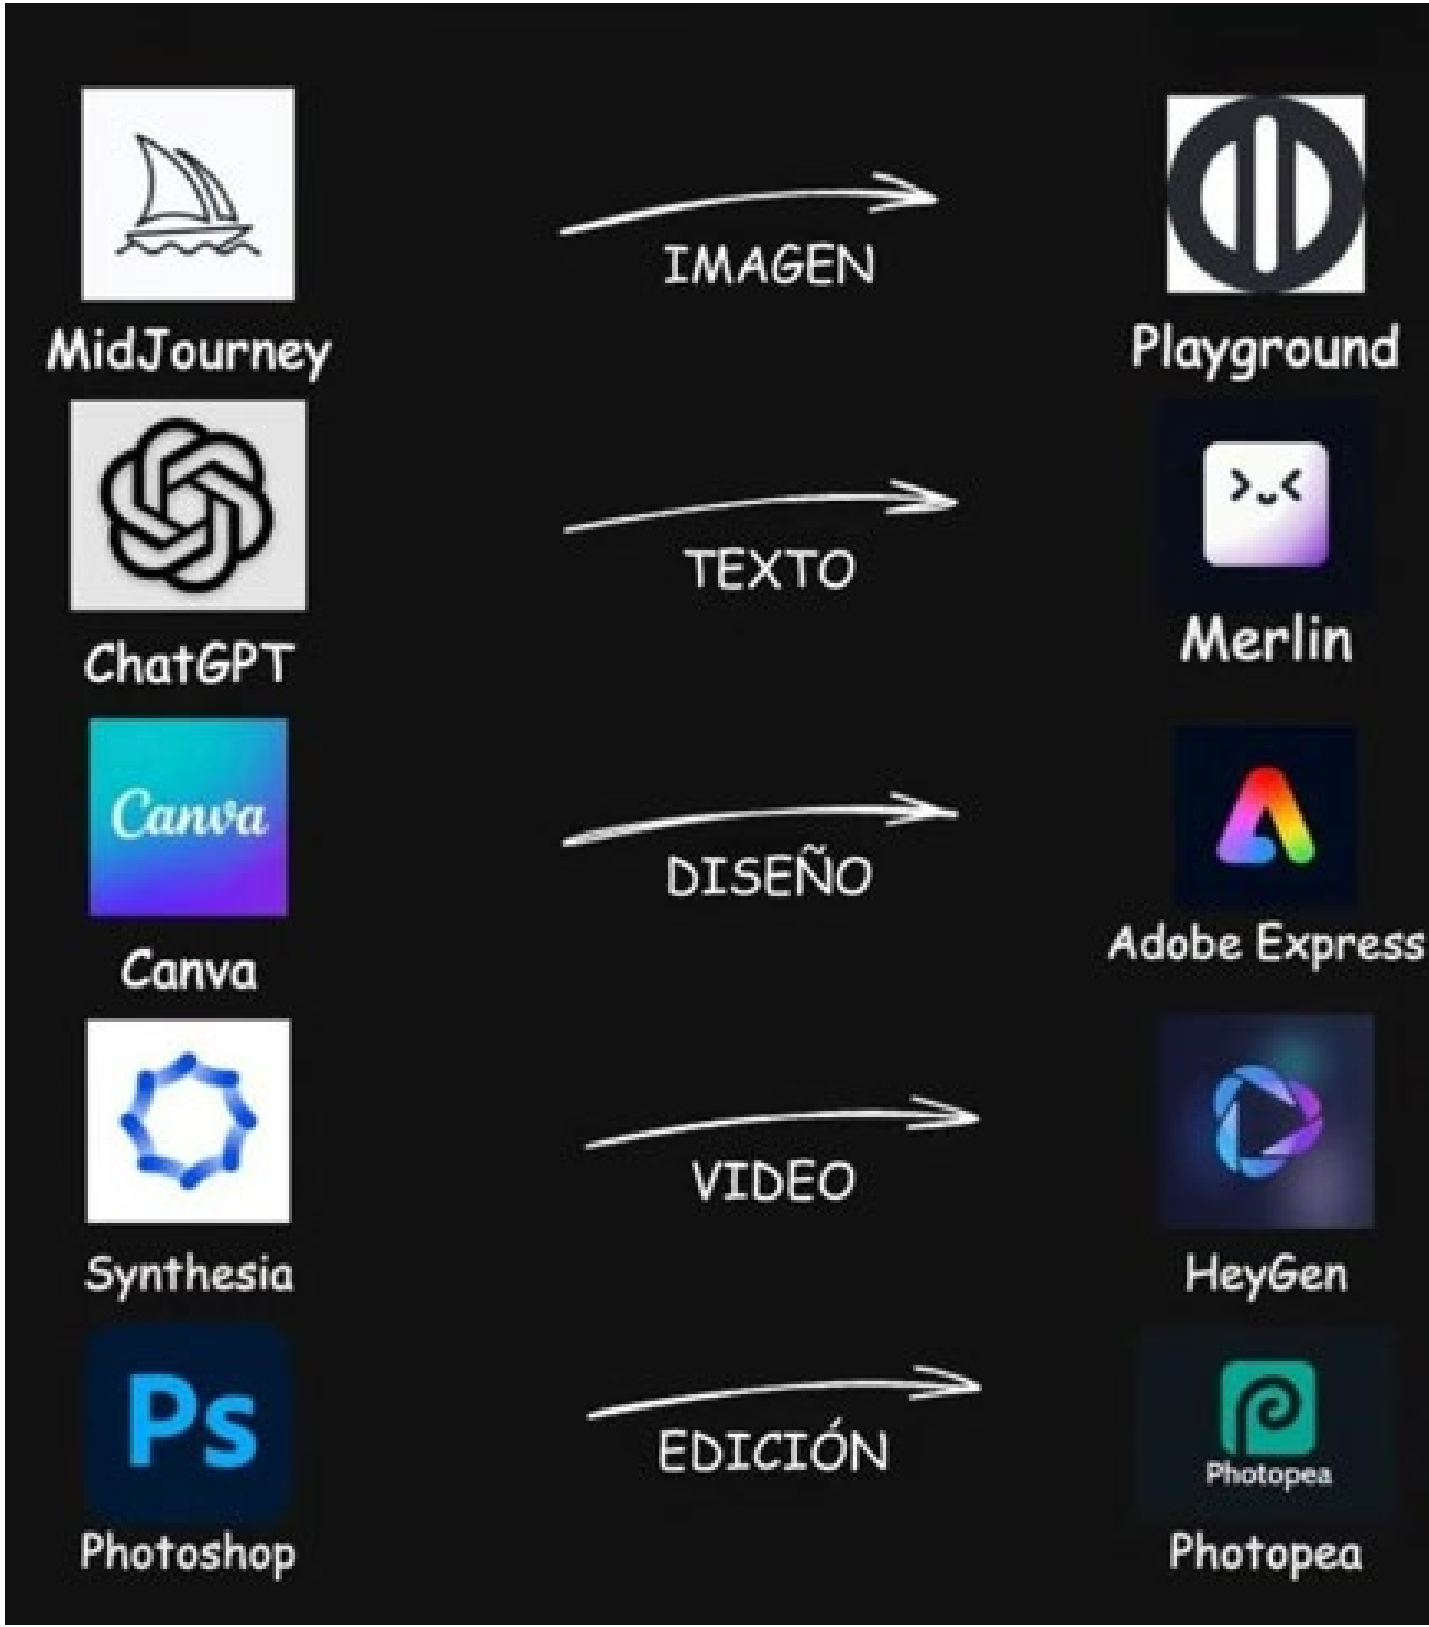 IMAGEN
MidJourney
Playground
TEXTO
ChatGPT
Merlin
Canva
DISEÑO
Canva
Adobe Express
VIDEO
Synthesia
HeyGen
Ps
EDICIÓN
Photopea
Photoshop
Photopea